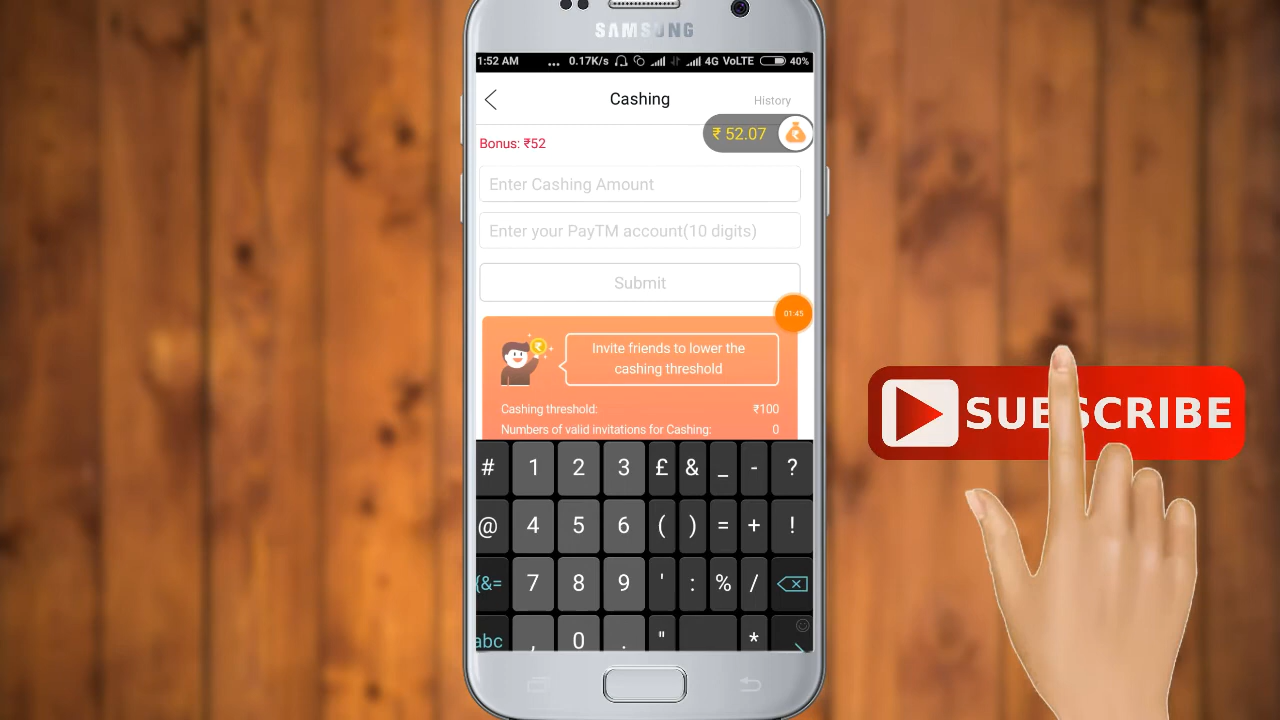 SAMSUNG
1:52 AM ... 0.17K/s 4G VoLTE 40%
Cashing
History
₹ 52.07
Bonus: ₹52
Enter Cashing Amount
Enter your PayTM account(10 digits)
Submit
01:45
Invite friends to lower the
cashing threshold
Cashing threshold: ₹100
Numbers of valid invitations for Cashing: 0
# 1 2 3 £ & _ - ?
@ 4 5 6 ( ) = + !
{&= 7 8 9 ' : % /
abc , 0 . " *
SUBSCRIBE